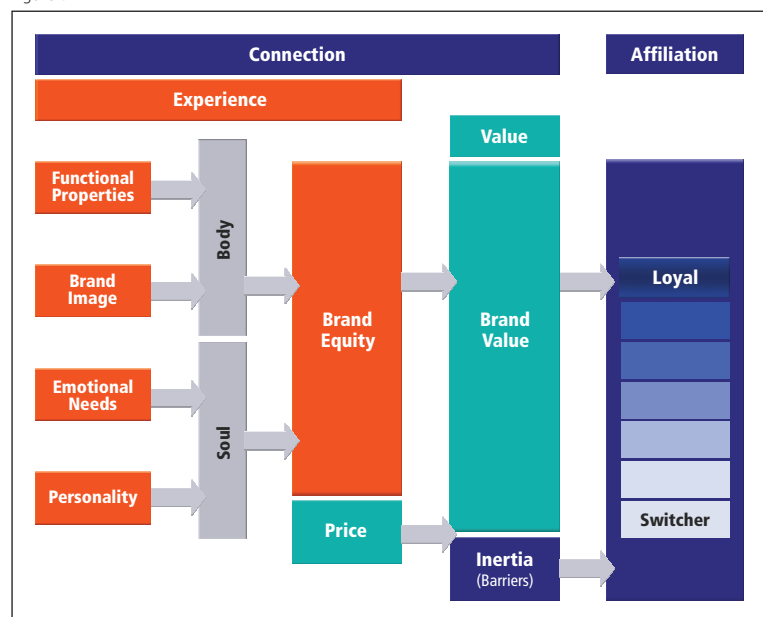 Connection
Affiliation
Experience
Value
Functional
Properties
Body
Brand
Image
Brand
Equity
Brand
Value
Loyal
Emotional
Needs
Soul
Personality
Price
Inertia
(Barriers)
Switcher